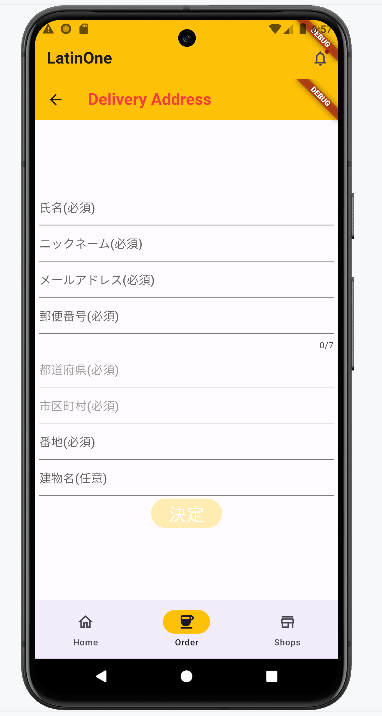 DEBUG
LatinOne
DEBUG
Delivery Address
氏名(必須)
ニックネーム(必須)
メールアドレス(必須)
郵便番号(必須)
0/7
都道府県(必須)
市区町村(必須)
番地(必須)
建物名(任意)
決定
Home
Order
Shops